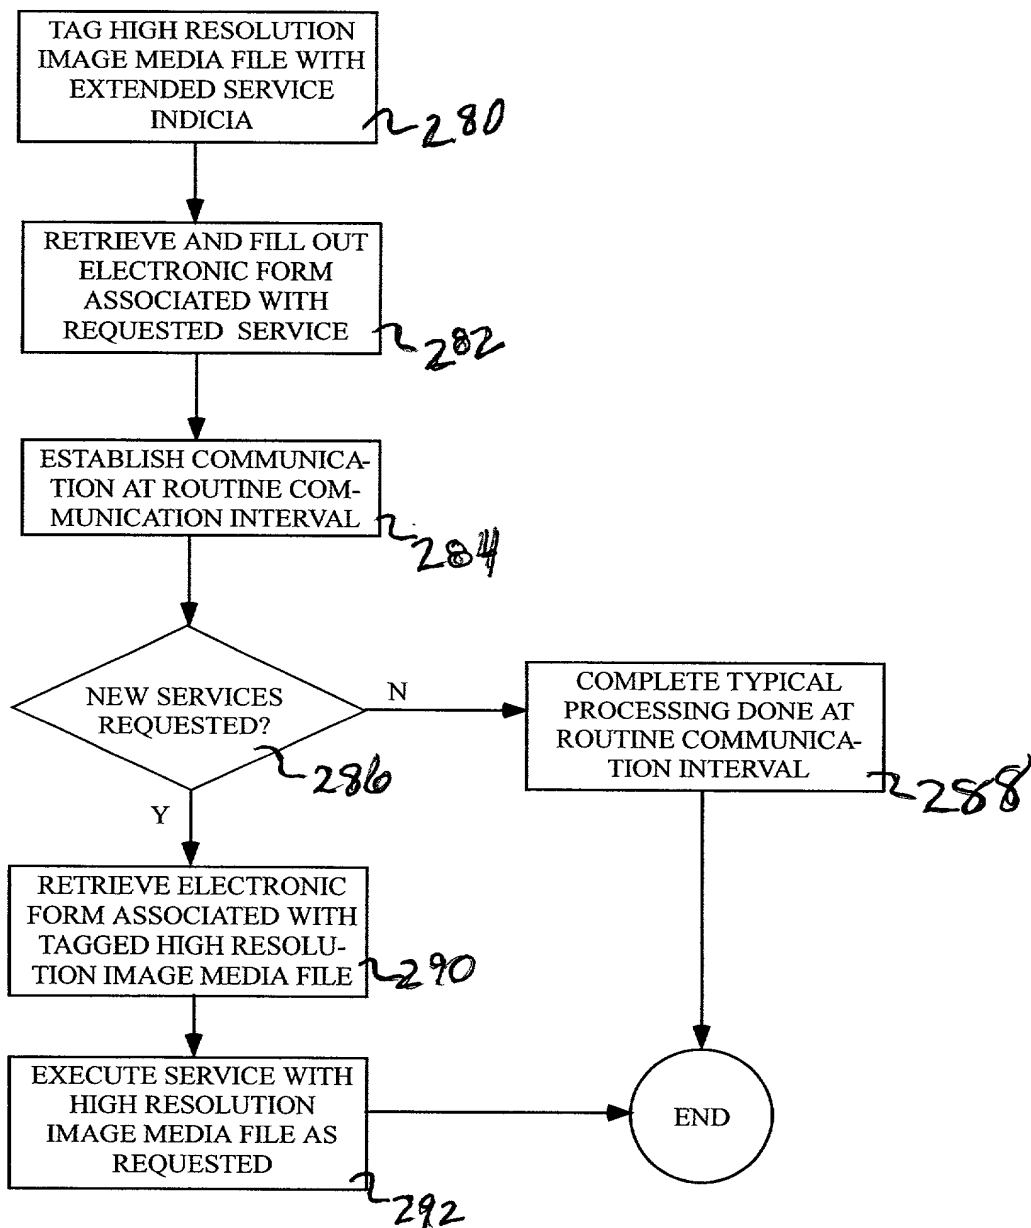 TAG HIGH RESOLUTION
IMAGE MEDIA FILE WITH
EXTENDED SERVICE
INDICIA
280
RETRIEVE AND FILL OUT
ELECTRONIC FORM
ASSOCIATED WITH
REQUESTED SERVICE
282
ESTABLISH COMMUNICA-
TION AT ROUTINE COM-
MUNICATION INTERVAL
284
NEW SERVICES
REQUESTED?
286
N
COMPLETE TYPICAL
PROCESSING DONE AT
ROUTINE COMMUNICA-
TION INTERVAL
288
Y
RETRIEVE ELECTRONIC
FORM ASSOCIATED WITH
TAGGED HIGH RESOLU-
TION IMAGE MEDIA FILE
290
EXECUTE SERVICE WITH
HIGH RESOLUTION
IMAGE MEDIA FILE AS
REQUESTED
292
END